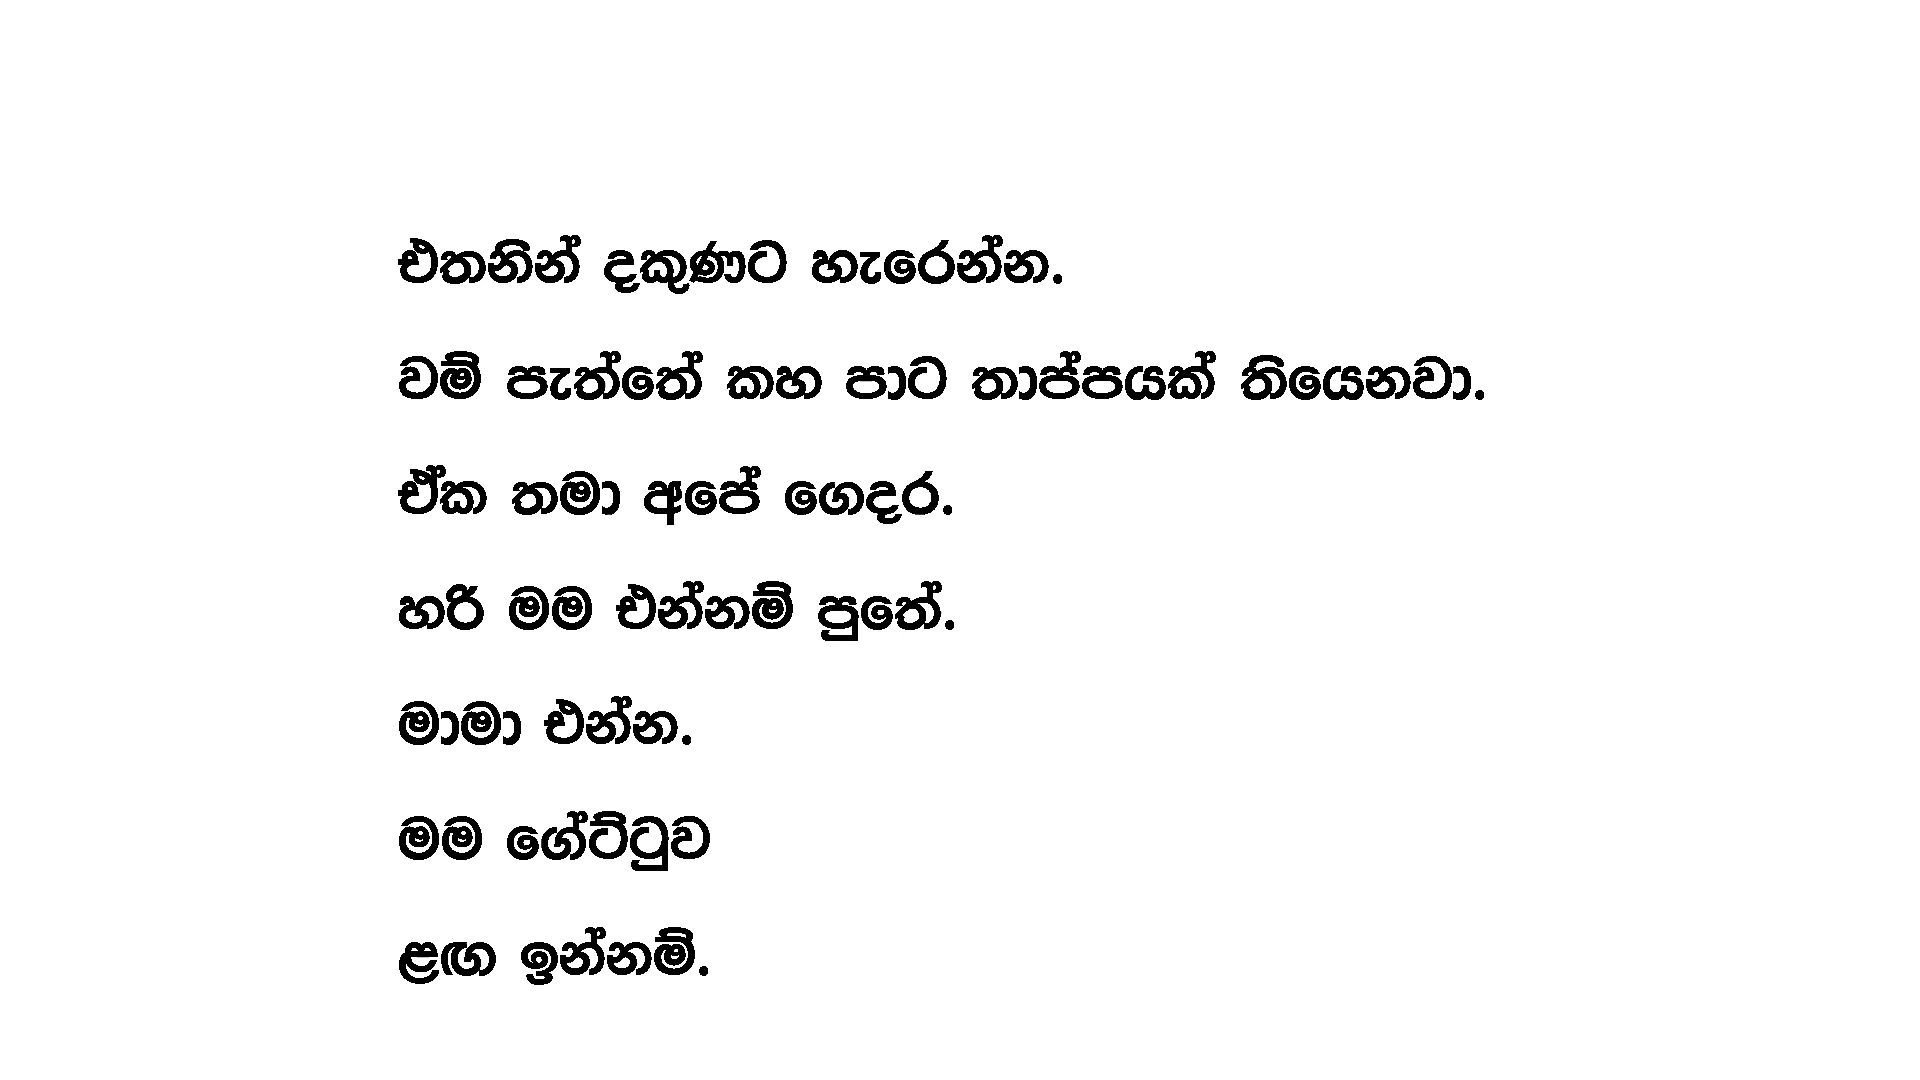 එතනින් දකුණට හැරෙන්න.
වම් පැත්තේ කහ පාට තාප්පයක් තියෙනවා.
ඒක තමා අපේ ගෙදර.
හරි මම එන්නම් පුතේ.
මාමා එන්න.
මම ගේට්ටුව
ළඟ ඉන්නම්.